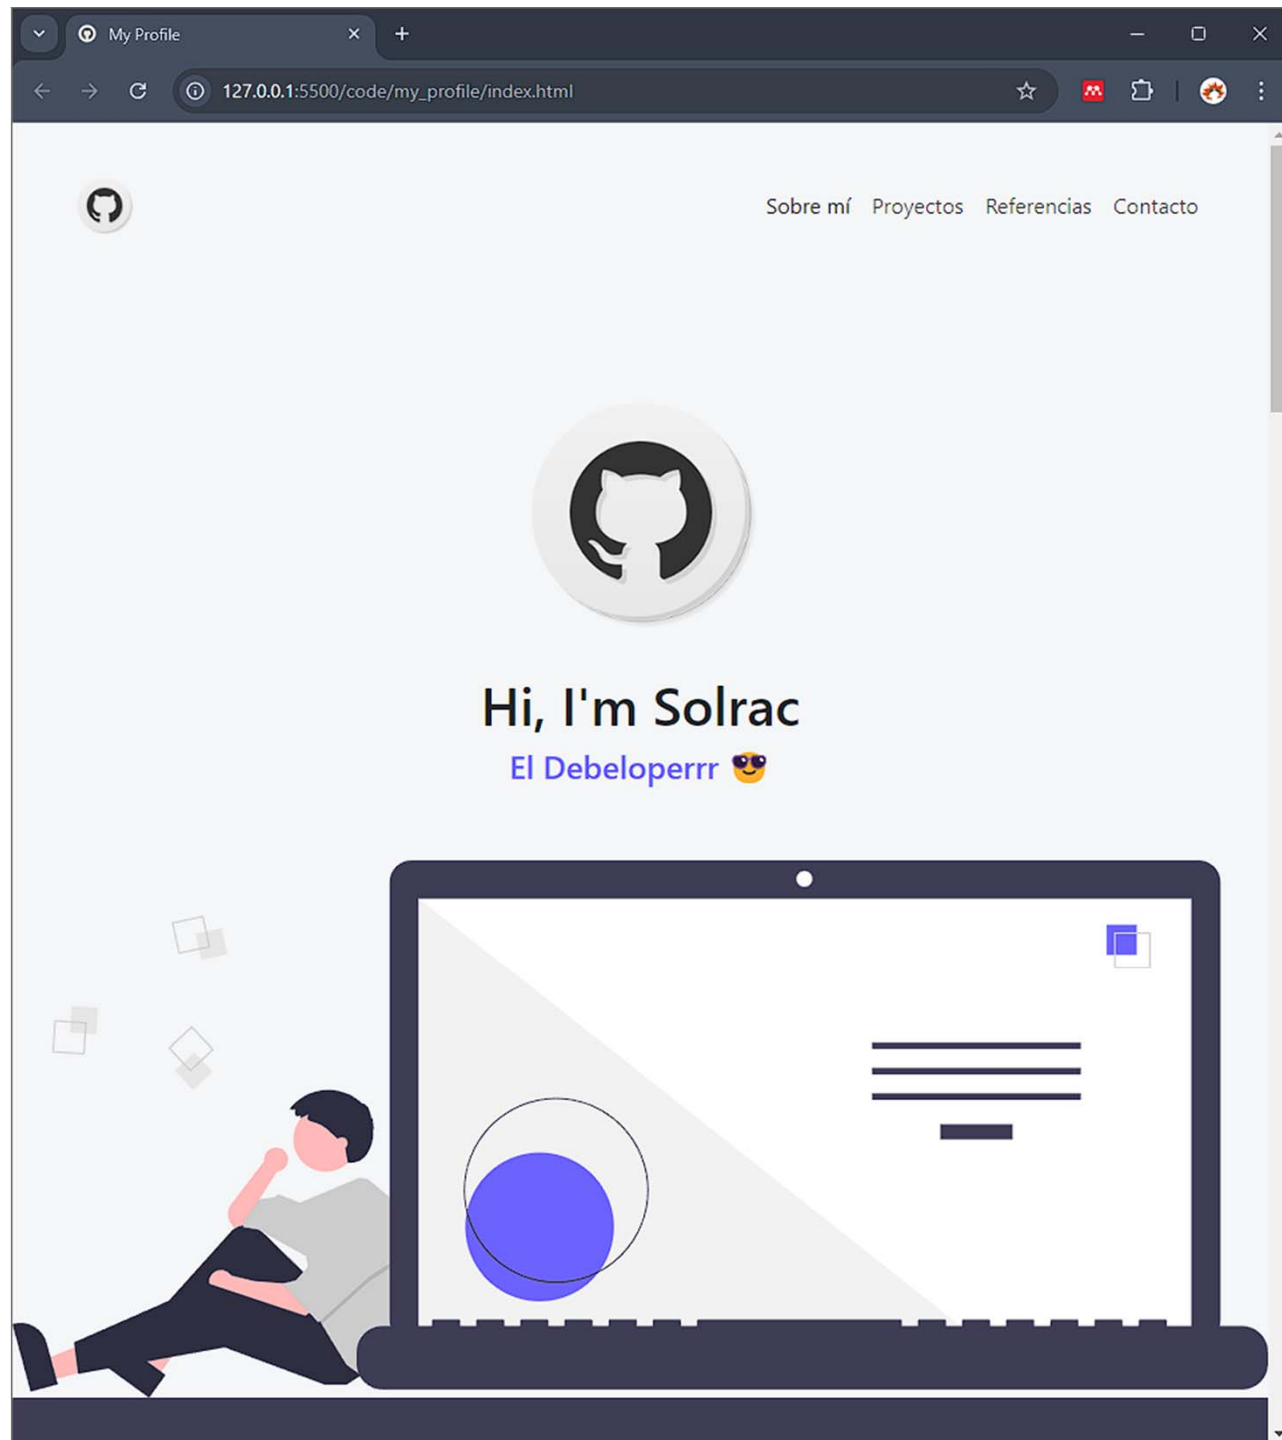 My Profile
127.0.0.1:5500/code/my_profile/index.html
Sobre mí Proyectos Referencias Contacto
Hi, I'm Solrac
El Debeloperrr 😎